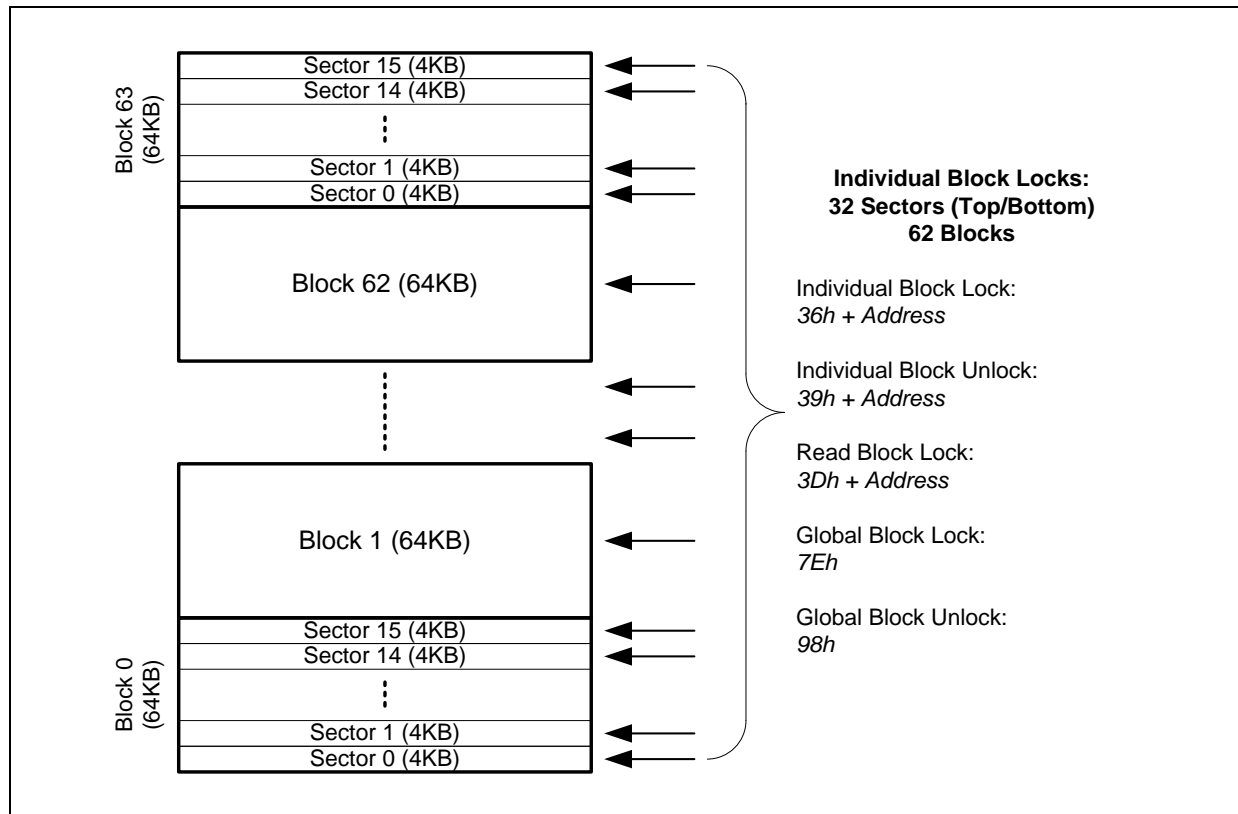 Block 63
(64KB)
Sector 15 (4KB)
Sector 14 (4KB)
Sector 1 (4KB)
Sector 0 (4KB)
Block 62 (64KB)
Block 1 (64KB)
Block 0
(64KB)
Sector 15 (4KB)
Sector 14 (4KB)
Sector 1 (4KB)
Sector 0 (4KB)
Individual Block Locks:
32 Sectors (Top/Bottom)
62 Blocks
Individual Block Lock:
36h + Address
Individual Block Unlock:
39h + Address
Read Block Lock:
3Dh + Address
Global Block Lock:
7Eh
Global Block Unlock:
98h